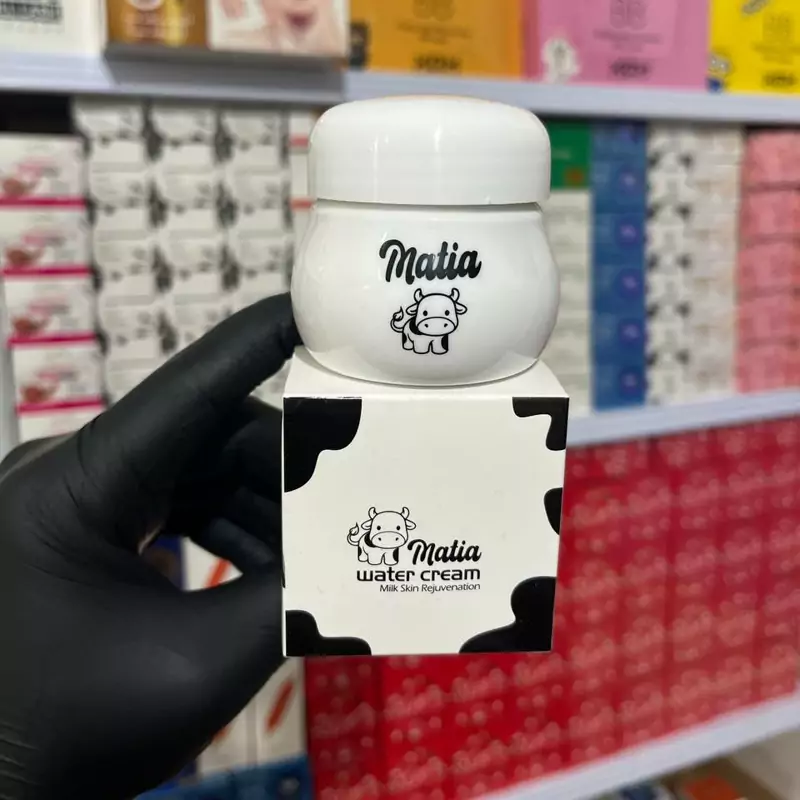 Matia
Matia
water cream
Milk Skin Rejuvenation